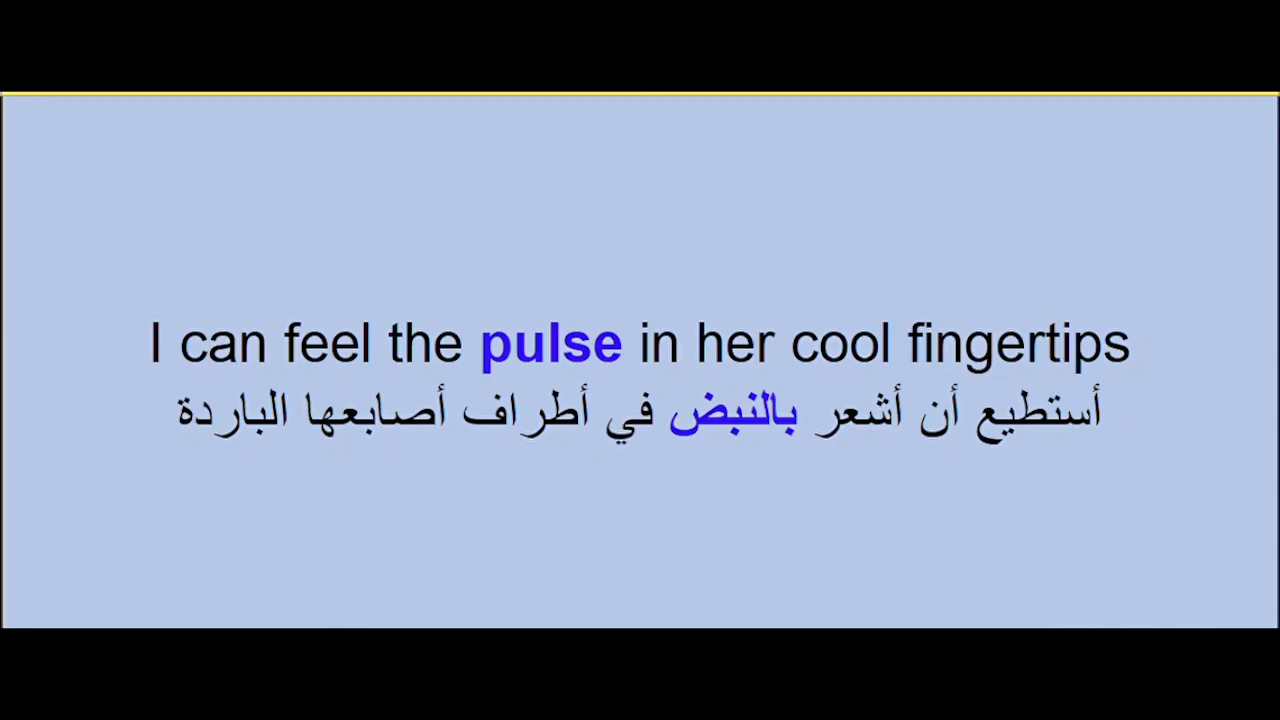 I can feel the pulse in her cool fingertips
أستطيع أن أشعر بالنبض في أطراف أصابعها الباردة